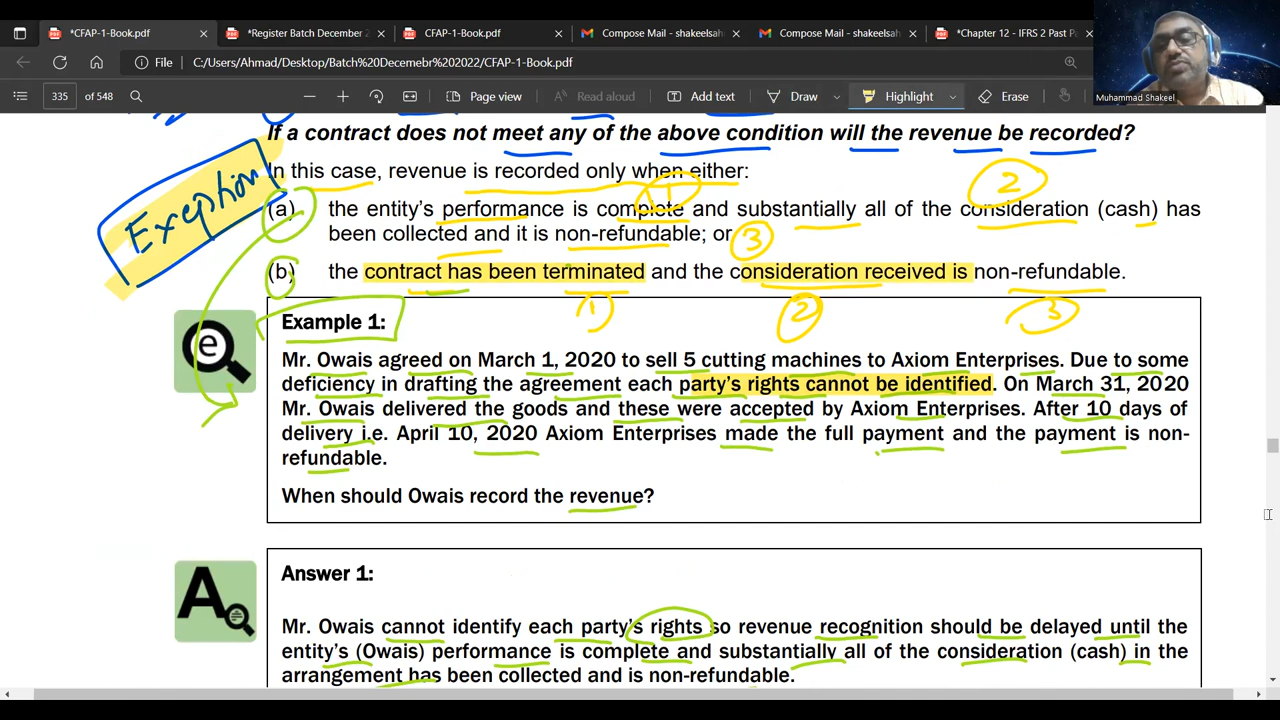 *CFAP-1-Book.pdf
*Register Batch December 2
CFAP-1-Book.pdf
Compose Mail - shakeelsah
Compose Mail - shakeelsah
*Chapter 12 - IFRS 2 Past P
File C:/Users/Ahmad/Desktop/Batch%20Decemebr%202022/CFAP-1-Book.pdf
335 of 548
Page view
Read aloud
Add text
Draw
Highlight
Erase
Muhammad Shakeel
If a contract does not meet any of the above condition will the revenue be recorded?
In this case, revenue is recorded only when either:
(a) the entity's performance is complete and substantially all of the consideration (cash) has
been collected and it is non-refundable; or
(b) the contract has been terminated and the consideration received is non-refundable.
Exeption
1
2
3
1
2
3
e
Example 1:
Mr. Owais agreed on March 1, 2020 to sell 5 cutting machines to Axiom Enterprises. Due to some
deficiency in drafting the agreement each party's rights cannot be identified. On March 31, 2020
Mr. Owais delivered the goods and these were accepted by Axiom Enterprises. After 10 days of
delivery i.e. April 10, 2020 Axiom Enterprises made the full payment and the payment is non-
refundable.
When should Owais record the revenue?
A
Answer 1:
Mr. Owais cannot identify each party's rights so revenue recognition should be delayed until the
entity's (Owais) performance is complete and substantially all of the consideration (cash) in the
arrangement has been collected and is non-refundable.